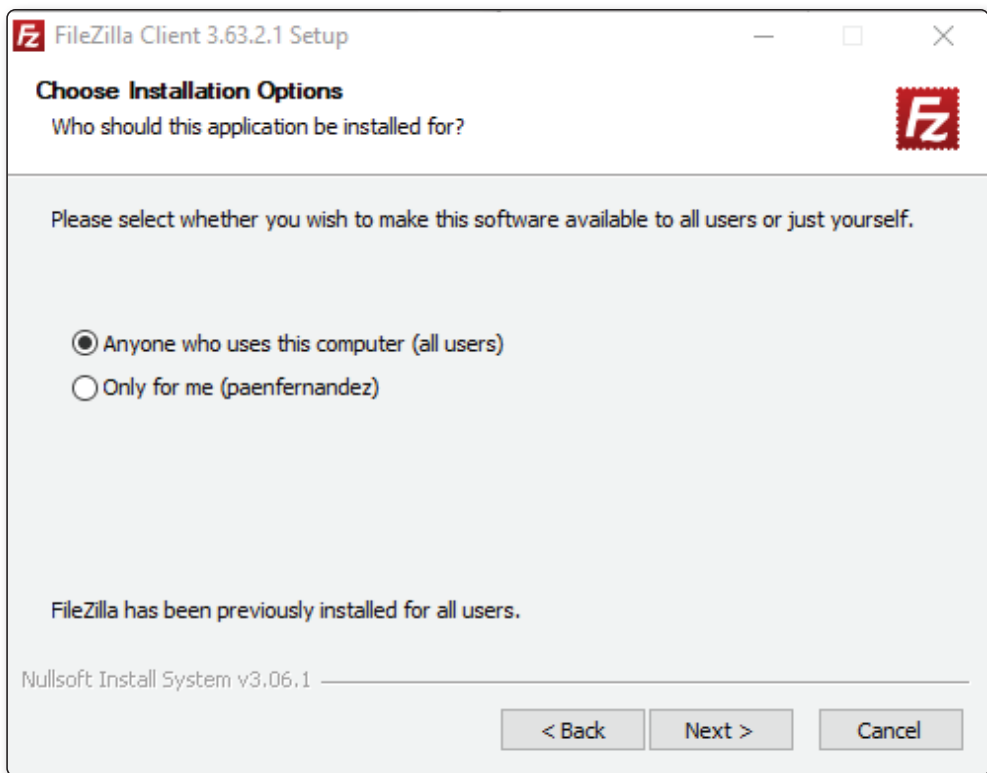 FileZilla Client 3.63.2.1 Setup
Choose Installation Options
Who should this application be installed for?
Fz
Please select whether you wish to make this software available to all users or just yourself.
Anyone who uses this computer (all users)
Only for me (paenfernandez)
FileZilla has been previously installed for all users.
Nullsoft Install System v3.06.1
< Back Next > Cancel